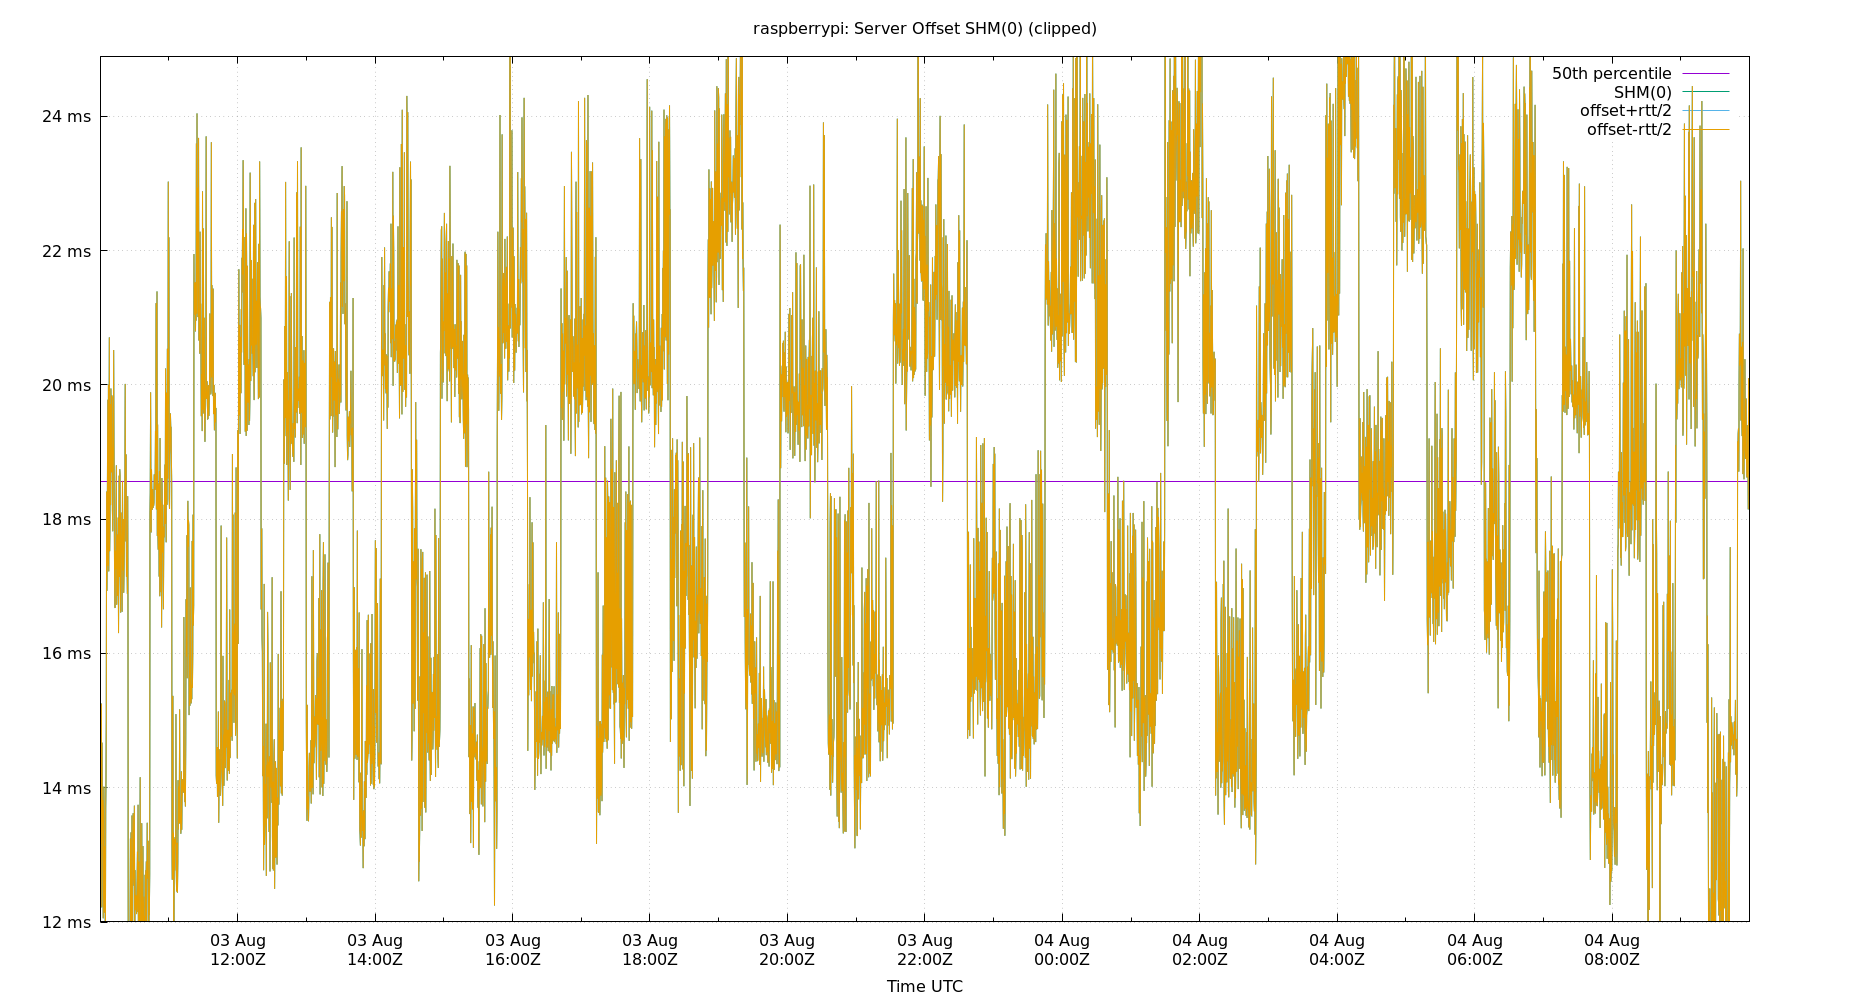 raspberrypi: Server Offset SHM(0) (clipped)
50th percentile
SHM(0)
offset+rtt/2
offset-rtt/2
24 ms
22 ms
20 ms
18 ms
16 ms
14 ms
12 ms
03 Aug 03 Aug 03 Aug 03 Aug 03 Aug 03 Aug 04 Aug 04 Aug 04 Aug 04 Aug 04 Aug
12:00Z 14:00Z 16:00Z 18:00Z 20:00Z 22:00Z 00:00Z 02:00Z 04:00Z 06:00Z 08:00Z
Time UTC